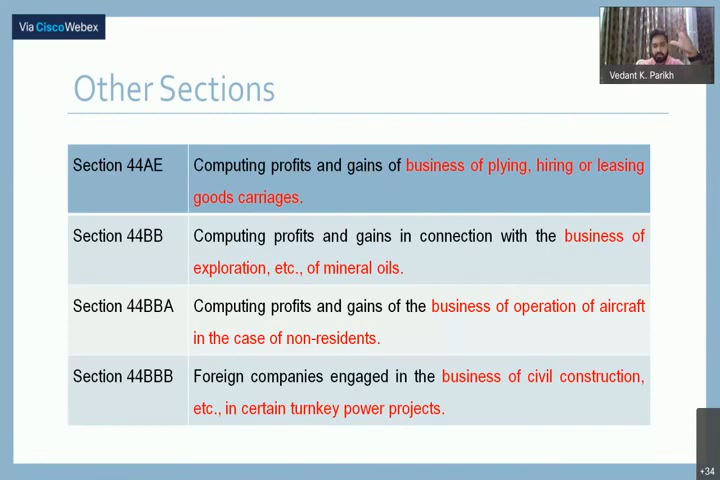 Via CiscoWebex
Vedant K. Parikh
Other Sections
Section 44AE Computing profits and gains of business of plying, hiring or leasing
goods carriages.
Section 44BB Computing profits and gains in connection with the business of
exploration, etc., of mineral oils.
Section 44BBA Computing profits and gains of the business of operation of aircraft
in the case of non-residents.
Section 44BBB Foreign companies engaged in the business of civil construction,
etc., in certain turnkey power projects.
+34